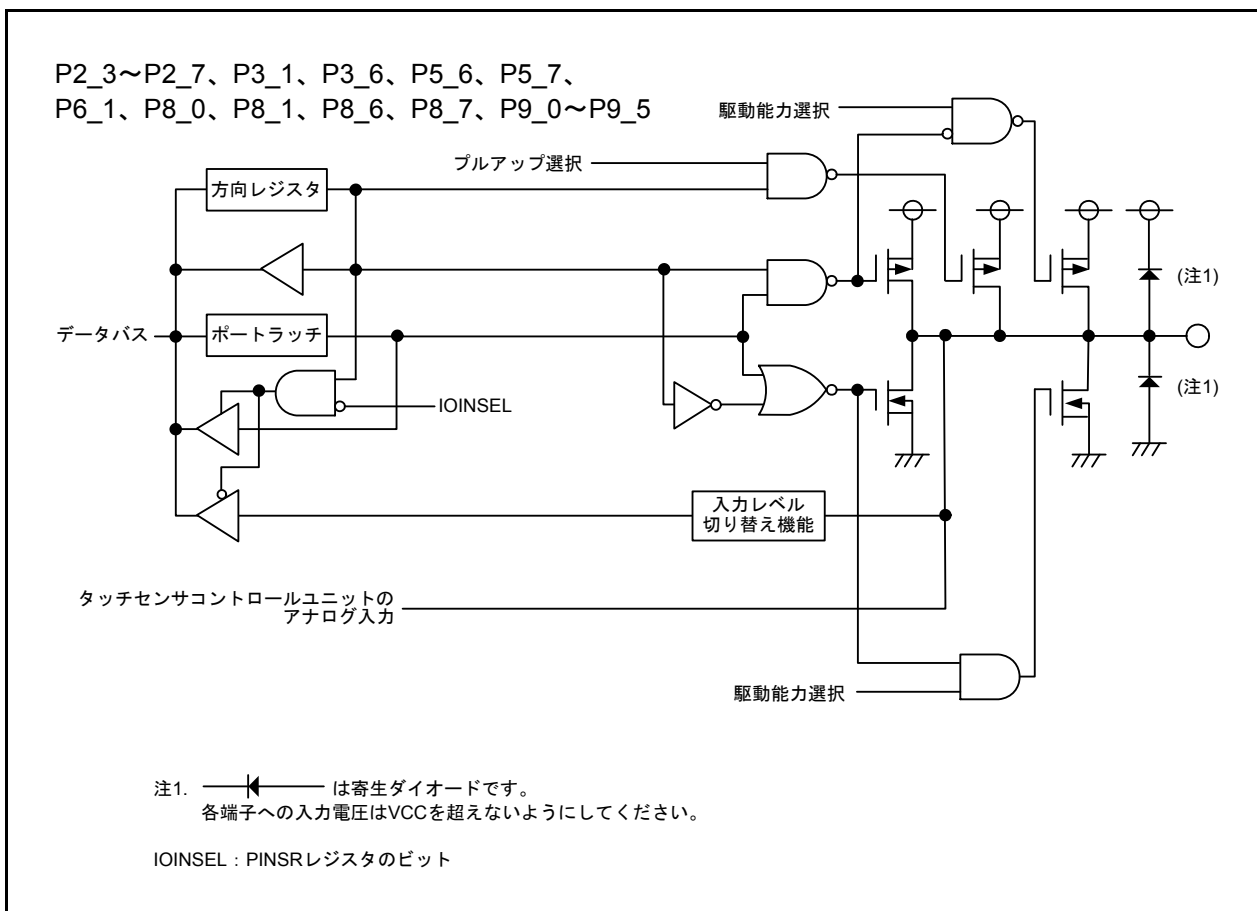 P2_3～P2_7、P3_1、P3_6、P5_6、P5_7、
P6_1、P8_0、P8_1、P8_6、P8_7、P9_0～P9_5
駆動能力選択
プルアップ選択
方向レジスタ
(注1)
データバス
ポートラッチ
(注1)
IOINSEL
入力レベル
切り替え機能
タッチセンサコントロールユニットの
アナログ入力
駆動能力選択
注1. は寄生ダイオードです。
各端子への入力電圧はVCCを超えないようにしてください。
IOINSEL：PINSRレジスタのビット